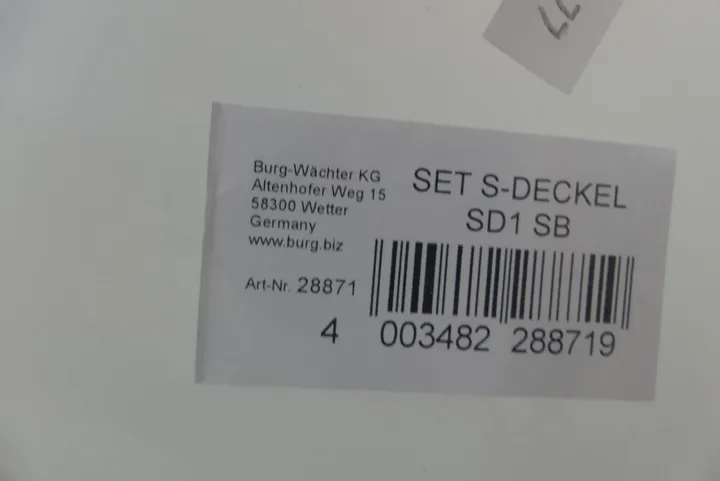 Burg-Wächter KG
Altenhofer Weg 15
58300 Wetter
Germany
www.burg.biz
Art-Nr. 28871
SET S-DECKEL
SD1 SB
4 003482 288719